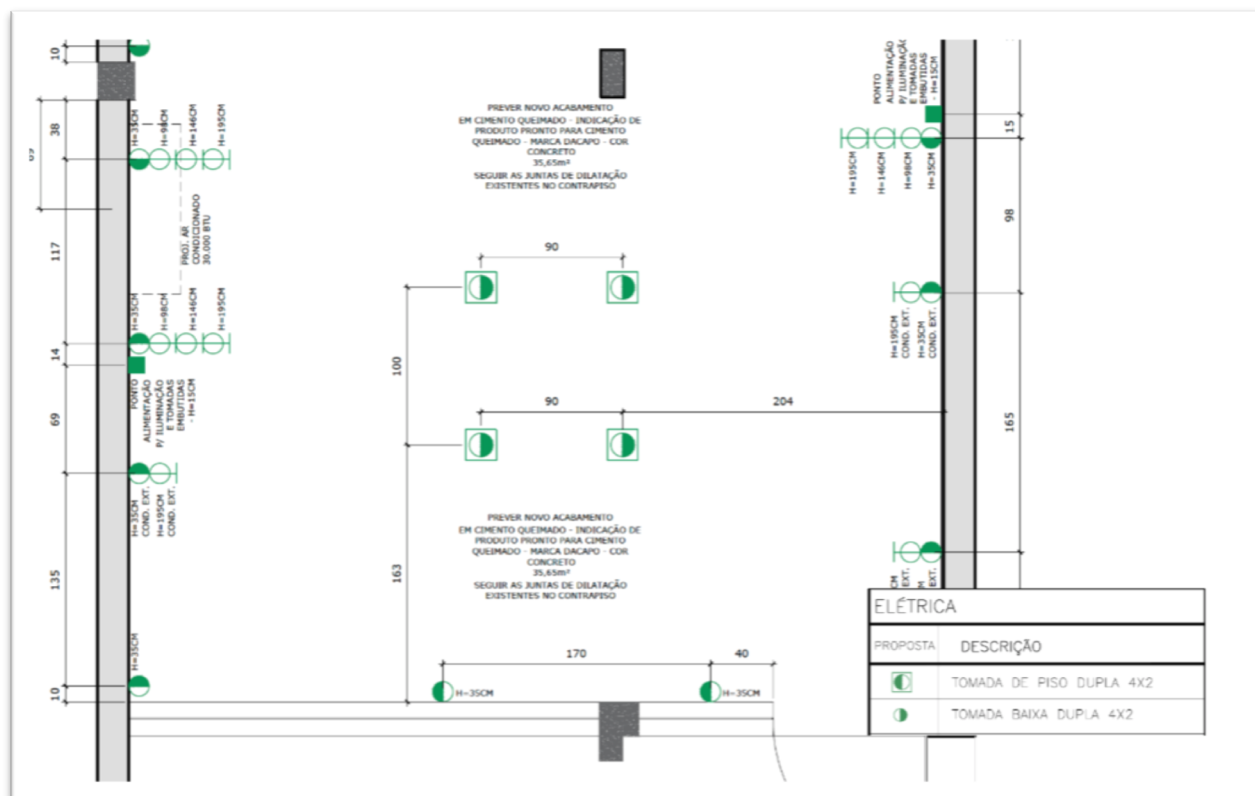 10
38
117
14
69
135
10
H=35CM
H=98CM
H=146CM
H=195CM
PROJ. AR
CONDICIONADO
30.000 BTU
H=35CM
H=98CM
H=146CM
H=195CM
PONTO
ALIMENTAÇÃO
P/ ILUMINAÇÃO
E TOMADAS
EMBUTIDAS
- H=15CM
H=35CM
COND. EXT.
H=195CM
COND. EXT.
H=35CM
PREVER NOVO ACABAMENTO
EM CIMENTO QUEIMADO - INDICAÇÃO DE
PRODUTO PRONTO PARA CIMENTO
QUEIMADO - MARCA DACAPO - COR
CONCRETO
35,65m²
SEGUIR AS JUNTAS DE DILATAÇÃO
EXISTENTES NO CONTRAPISO
90
100
90
204
163
PREVER NOVO ACABAMENTO
EM CIMENTO QUEIMADO - INDICAÇÃO DE
PRODUTO PRONTO PARA CIMENTO
QUEIMADO - MARCA DACAPO - COR
CONCRETO
35,65m²
SEGUIR AS JUNTAS DE DILATAÇÃO
EXISTENTES NO CONTRAPISO
170
40
H=35CM
H=35CM
PONTO
ALIMENTAÇÃO
P/ ILUMINAÇÃO
E TOMADAS
EMBUTIDAS
- H=15CM
15
H=195CM
H=146CM
H=98CM
H=35CM
98
H=195CM
COND. EXT.
H=35CM
COND. EXT.
165
CM
EXT.
M
EXT.
ELÉTRICA
PROPOSTA
DESCRIÇÃO
TOMADA DE PISO DUPLA 4X2
TOMADA BAIXA DUPLA 4X2